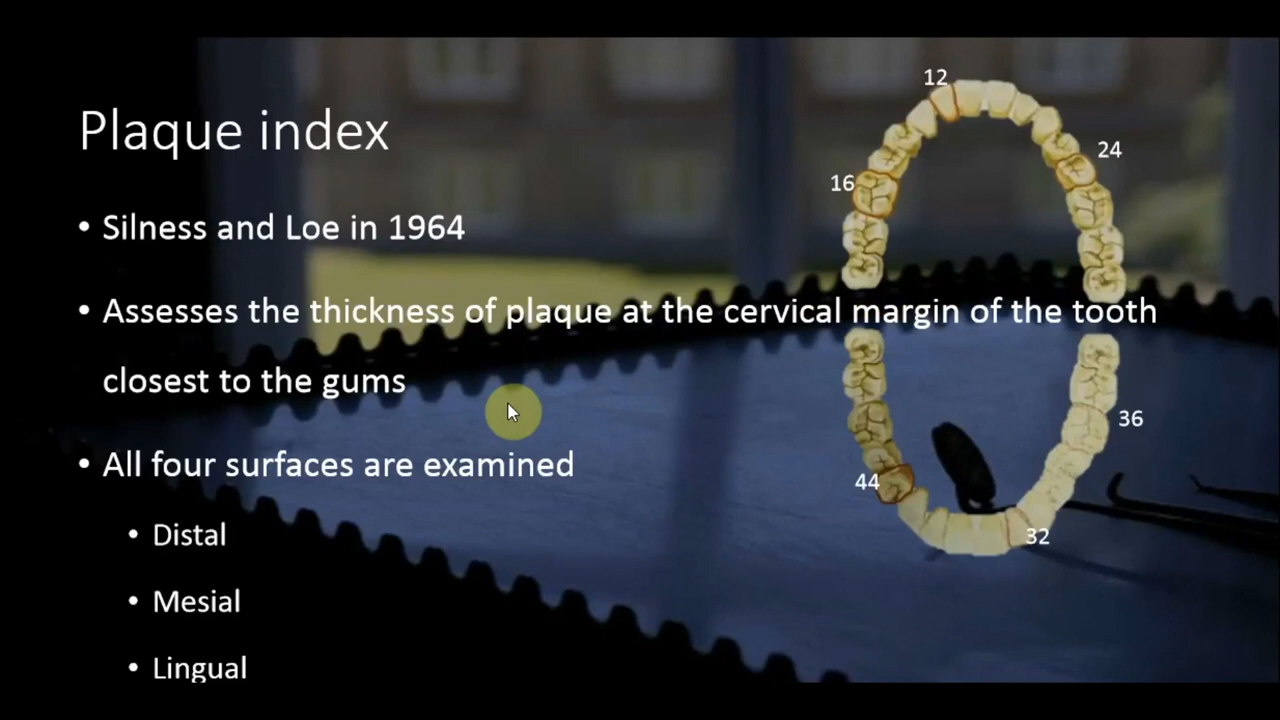 Plaque index
• Silness and Loe in 1964
• Assesses the thickness of plaque at the cervical margin of the tooth
closest to the gums
• All four surfaces are examined
• Distal
• Mesial
• Lingual
12
24
16
36
44
32